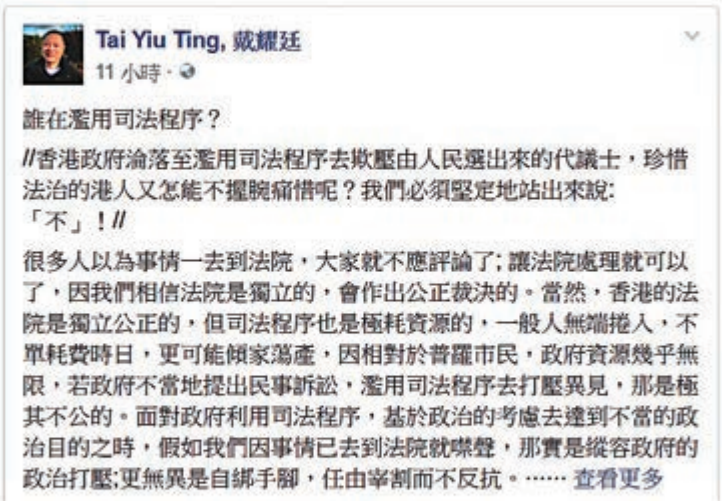 Tai Yiu Ting, 戴耀廷
11 小時 ·
誰在濫用司法程序？
//香港政府淪落至濫用司法程序去欺壓由人民選出來的代議士，珍惜
法治的港人又怎能不握腕痛惜呢？我們必須堅定地站出來說:
「不」！//
很多人以為事情一去到法院，大家就不應評論了; 讓法院處理就可以
了，因我們相信法院是獨立的，會作出公正裁決的。當然，香港的法
院是獨立公正的，但司法程序也是極耗資源的，一般人無端捲入，不
單耗費時日，更可能傾家蕩產，因相對於普羅市民，政府資源幾乎無
限，若政府不當地提出民事訴訟，濫用司法程序去打壓異見，那是極
其不公的。面對政府利用司法程序，基於政治的考慮去達到不當的政
治目的之時，假如我們因事情已去到法院就噤聲，那實是縱容政府的
政治打壓;更無異是自綁手腳，任由宰割而不反抗。⋯⋯ 查看更多